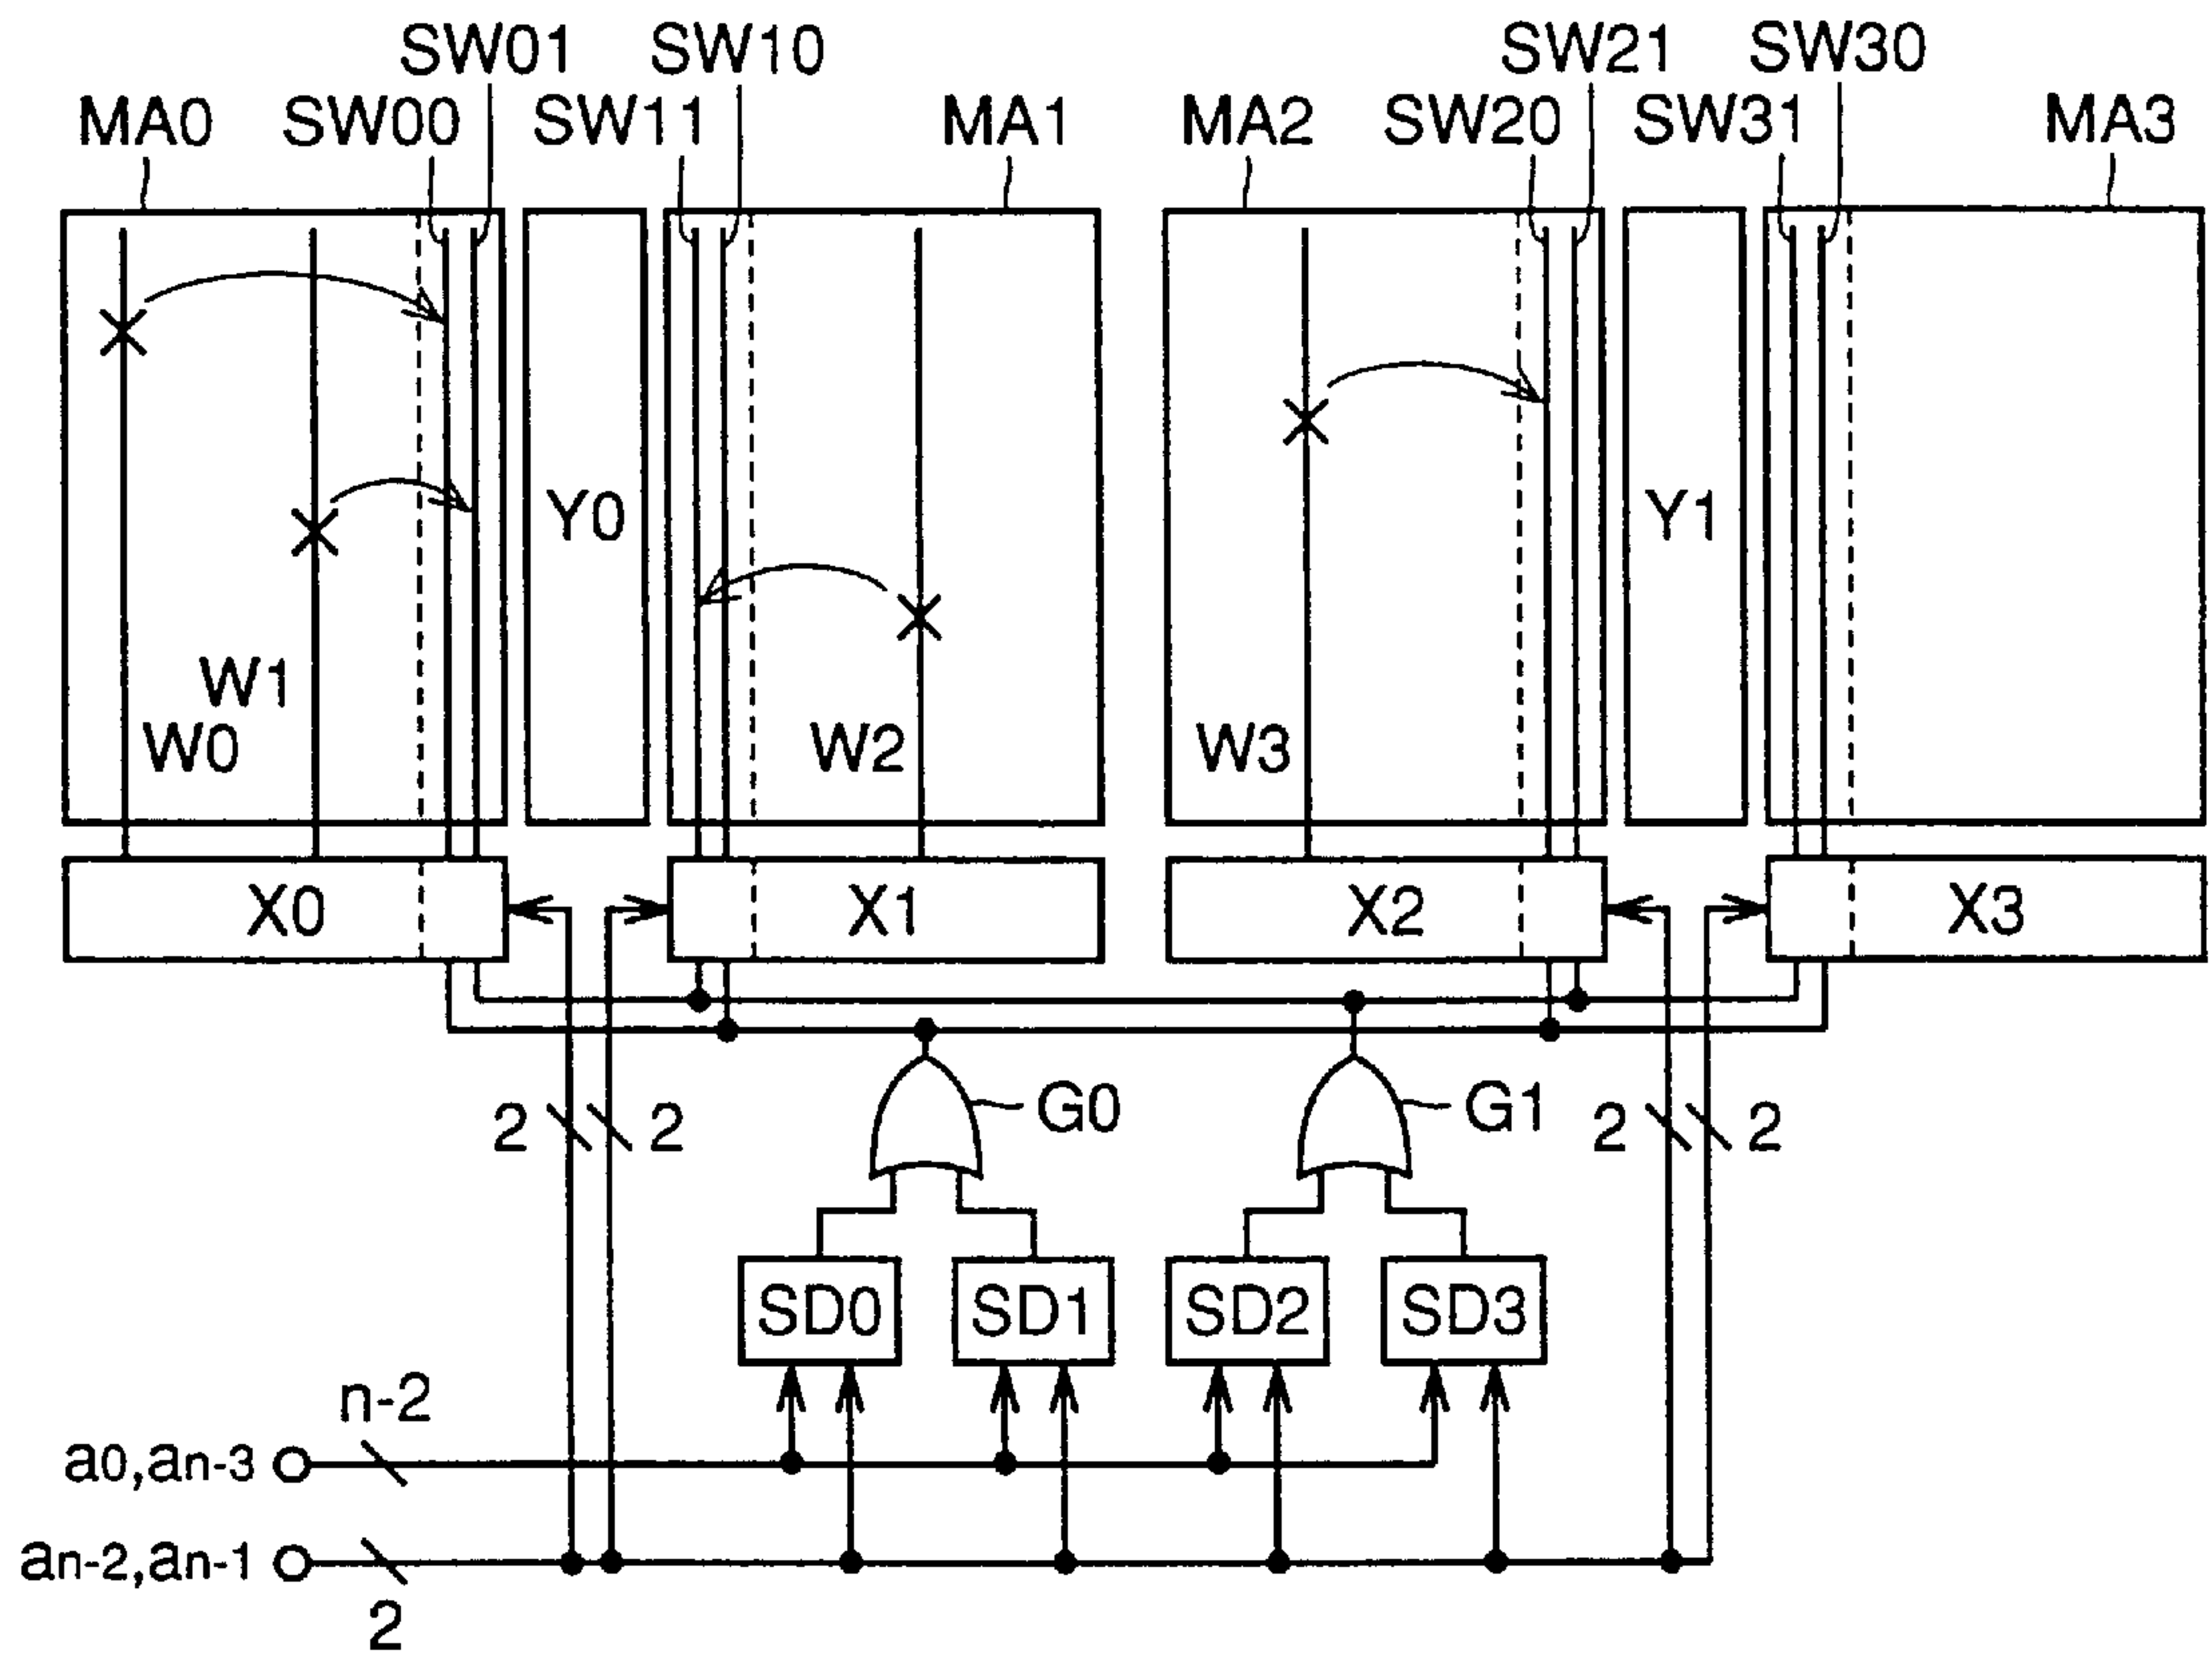 SW01 SW10 SW21 SW30
MA0 SW00 SW11 MA1 MA2 SW20 SW31 MA3
Y0 Y1
W1
W0 W2 W3
X0 X1 X2 X3
2 2 G0 G1 2 2
SD0 SD1 SD2 SD3
n-2
a0,an-3
an-2,an-1
2